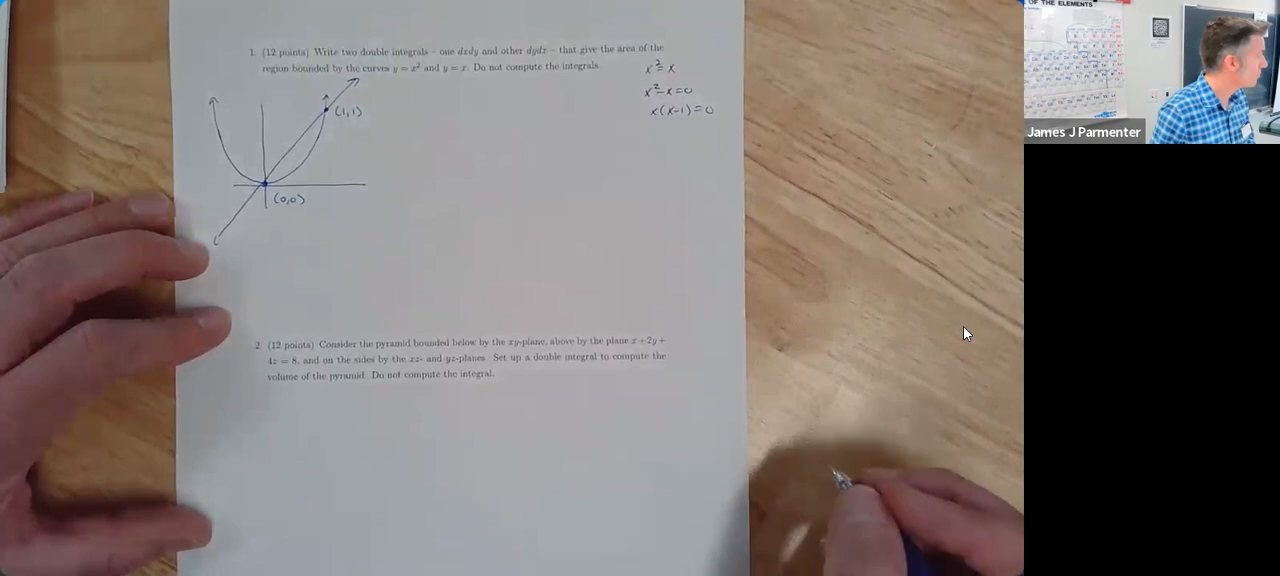 1. (12 points) Write two double integrals – one dxdy and other dydx – that give the area of the
region bounded by the curves y = x² and y = x. Do not compute the integrals.
x² = x
x² - x = 0
x(x-1) = 0
(1,1)
(0,0)
2. (12 points) Consider the pyramid bounded below by the xy-plane, above by the plane x + 2y +
4z = 8, and on the sides by the xz- and yz-planes. Set up a double integral to compute the
volume of the pyramid. Do not compute the integral.
OF THE ELEMENTS
James J Parmenter